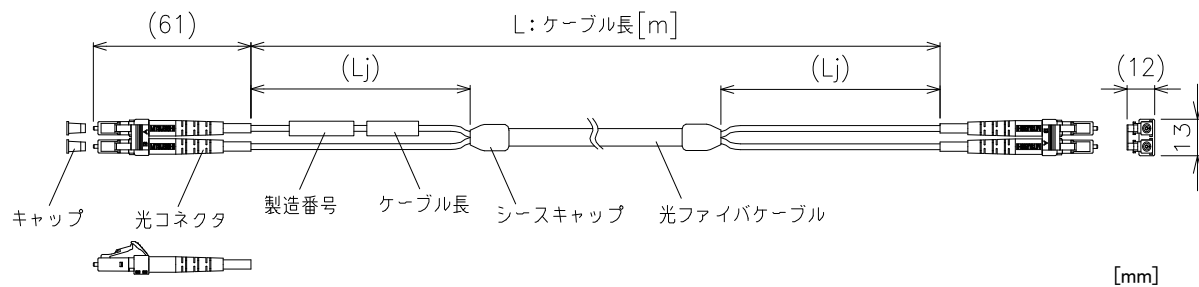 (61)
L:ケーブル長[m]
(Lj)
(Lj)
(12)
13
キャップ
光コネクタ
製造番号
ケーブル長
シースキャップ
光ファイバケーブル
[mm]